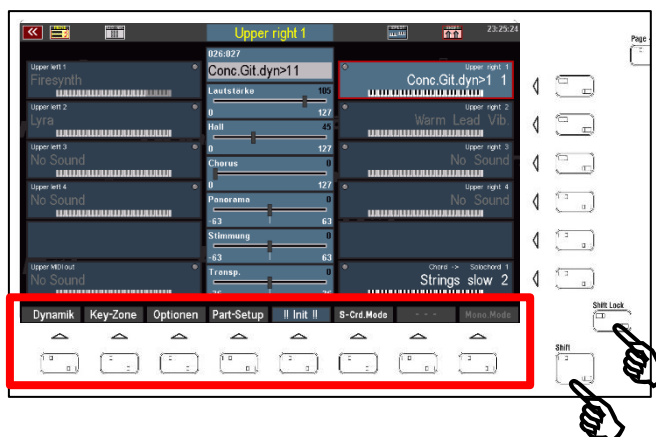 Upper right 1
23:25:24
Page
026:027
Conc.Git.dyn>11
Upper left 1
Firesynth
Upper right 1
Conc.Git.dyn>1 1
Lautstärke 105
0 127
Upper left 2
Lyra
Upper right 2
Warm Lead Vib.
Hall 45
0 127
Upper left 3
No Sound
Upper right 3
No Sound
Chorus 0
0 127
Upper left 4
No Sound
Upper right 4
No Sound
Panorama 0
-63 63
Stimmung 0
-63 63
Upper MIDI out
No Sound
Chord -> Solochord 1
Strings slow 2
Transp. 0
Dynamik Key-Zone Optionen Part-Setup !! Init !! S-Crd.Mode - - - Mono.Mode
Shift Lock
Shift